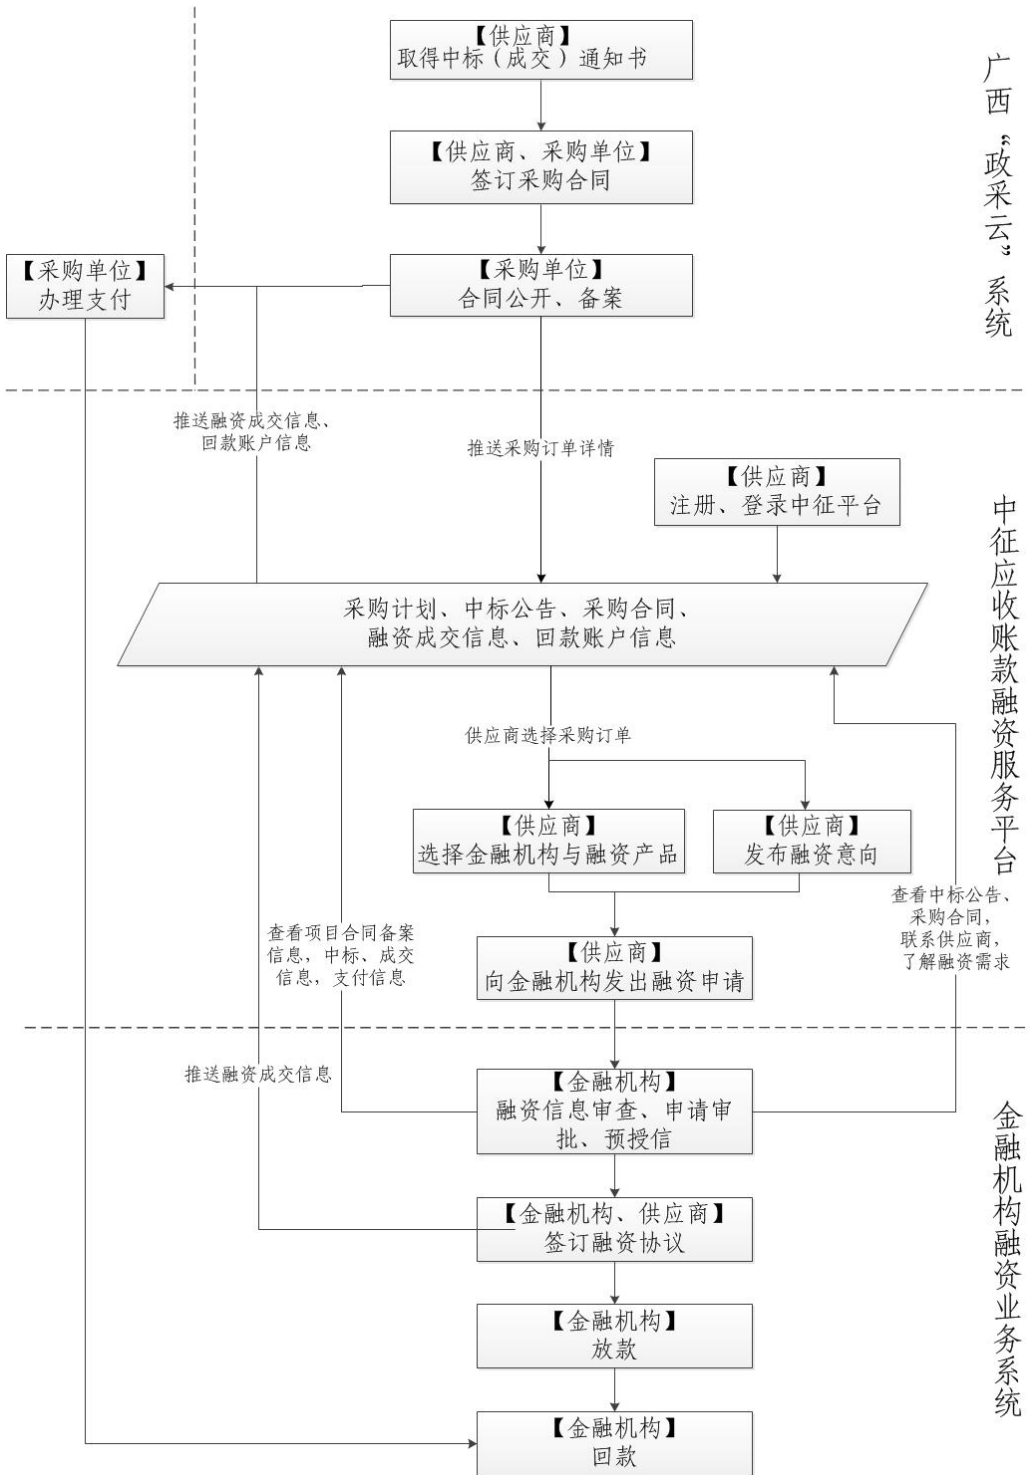 【供应商】
取得中标（成交）通知书
广西“政采云”系统
【供应商、采购单位】
签订采购合同
【采购单位】
办理支付
【采购单位】
合同公开、备案
推送融资成交信息、
回款账户信息
推送采购订单详情
【供应商】
注册、登录中征平台
中征应收账款融资服务平台
采购计划、中标公告、采购合同、
融资成交信息、回款账户信息
供应商选择采购订单
【供应商】
选择金融机构与融资产品
【供应商】
发布融资意向
查看中标公告、
采购合同，
联系供应商，
了解融资需求
查看项目合同备案
信息，中标、成交
信息，支付信息
【供应商】
向金融机构发出融资申请
推送融资成交信息
【金融机构】
融资信息审查、申请审
批、预授信
金融机构融资业务系统
【金融机构、供应商】
签订融资协议
【金融机构】
放款
【金融机构】
回款